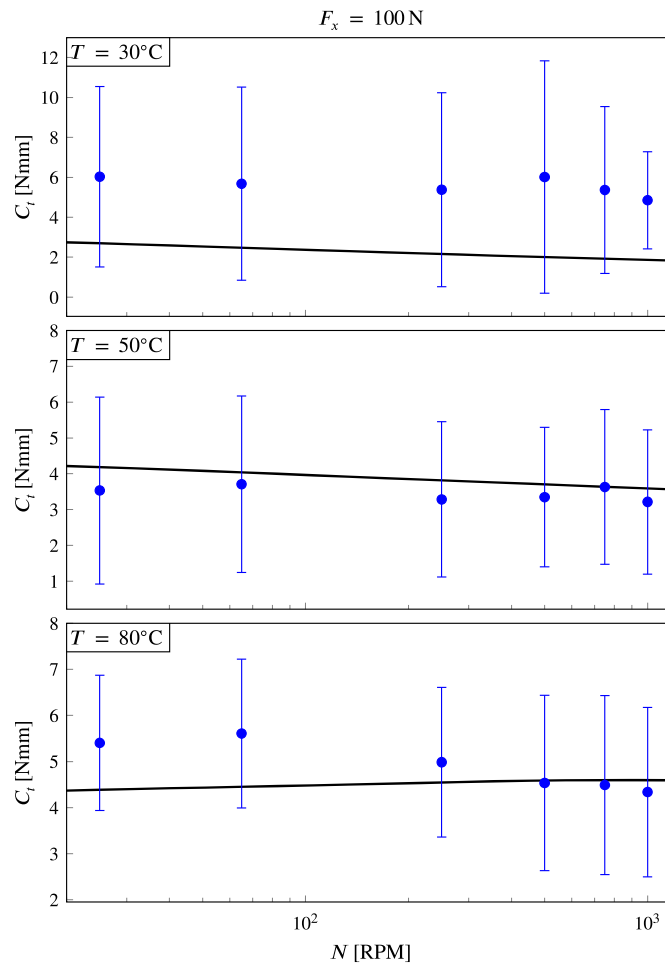 F_x = 100 N
T = 30°C
12
10
8
6
4
2
0
C_t [Nmm]
T = 50°C
8
7
6
5
4
3
2
1
C_t [Nmm]
T = 80°C
8
7
6
5
4
3
2
C_t [Nmm]
10^2 10^3
N [RPM]